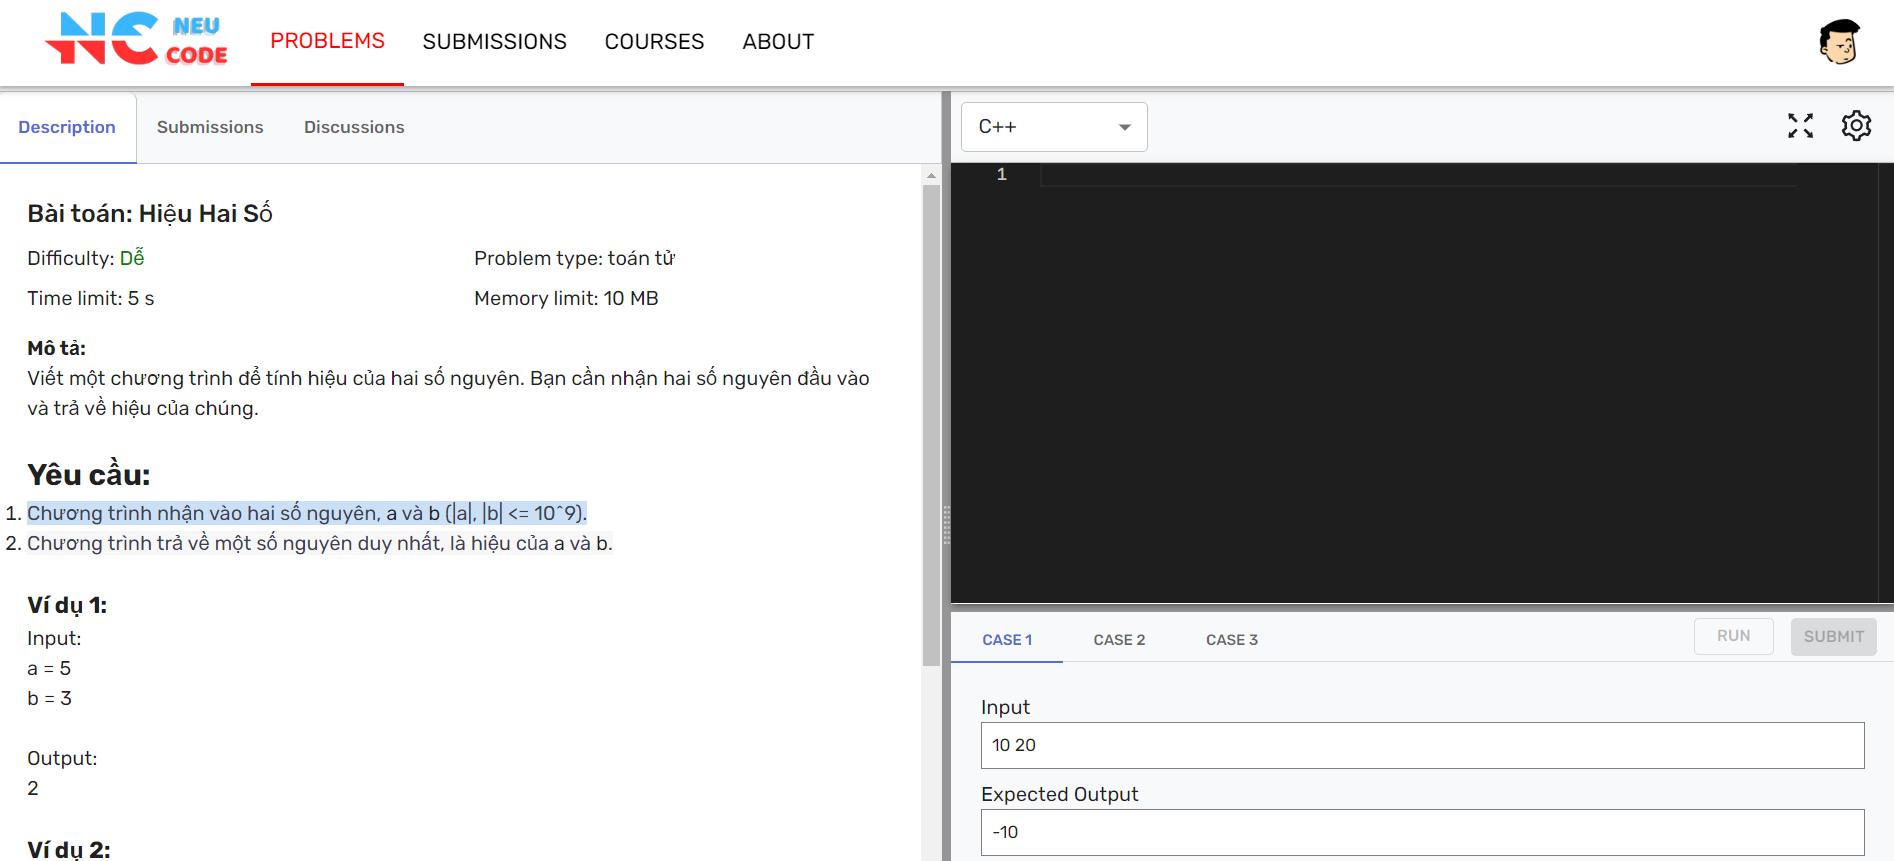 NC NEU CODE
PROBLEMS SUBMISSIONS COURSES ABOUT
Description Submissions Discussions
Bài toán: Hiệu Hai Số
Difficulty: Dễ Problem type: toán tử
Time limit: 5 s Memory limit: 10 MB
Mô tả:
Viết một chương trình để tính hiệu của hai số nguyên. Bạn cần nhận hai số nguyên đầu vào
và trả về hiệu của chúng.
Yêu cầu:
1. Chương trình nhận vào hai số nguyên, a và b (|a|, |b| <= 10^9).
2. Chương trình trả về một số nguyên duy nhất, là hiệu của a và b.
Ví dụ 1:
Input:
a = 5
b = 3
Output:
2
Ví dụ 2:
C++
1
CASE 1 CASE 2 CASE 3 RUN SUBMIT
Input
10 20
Expected Output
-10